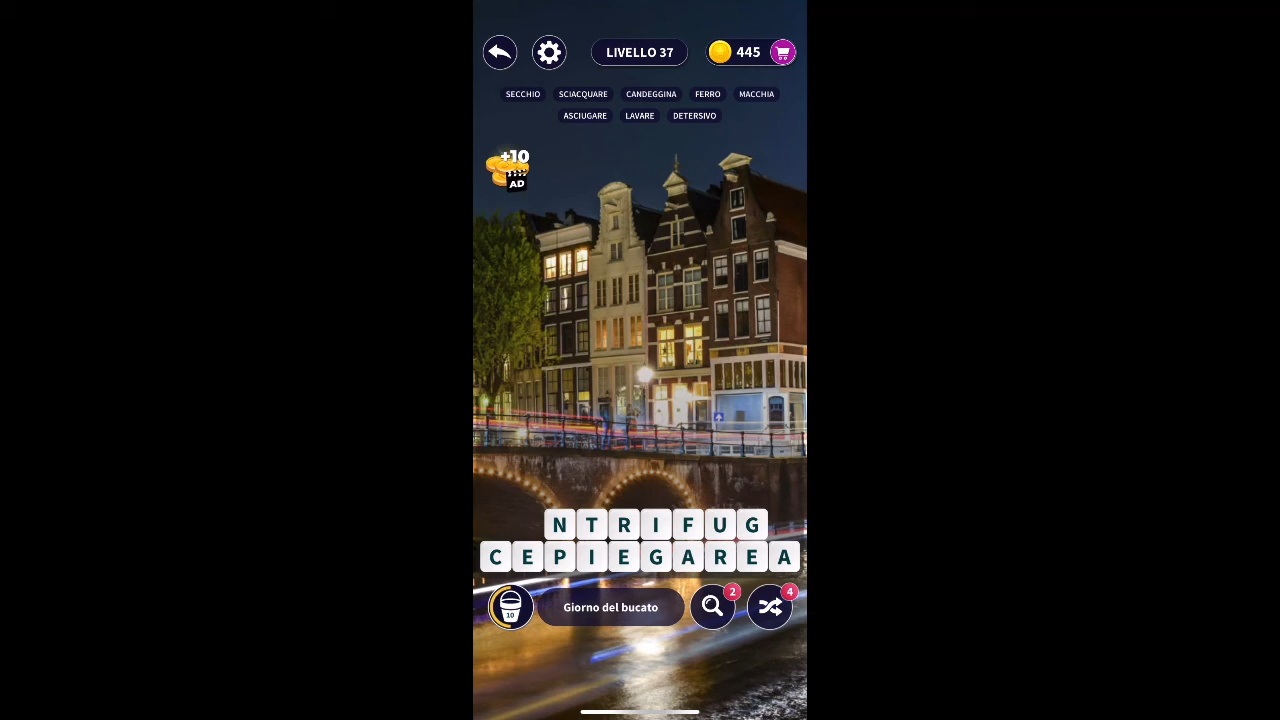 LIVELLO 37
445
SECCHIO SCIACQUARE CANDEGGINA FERRO MACCHIA
ASCIUGARE LAVARE DETERSIVO
+10
AD
N T R I F U G
C E P I E G A R E A
10
Giorno del bucato
2
4